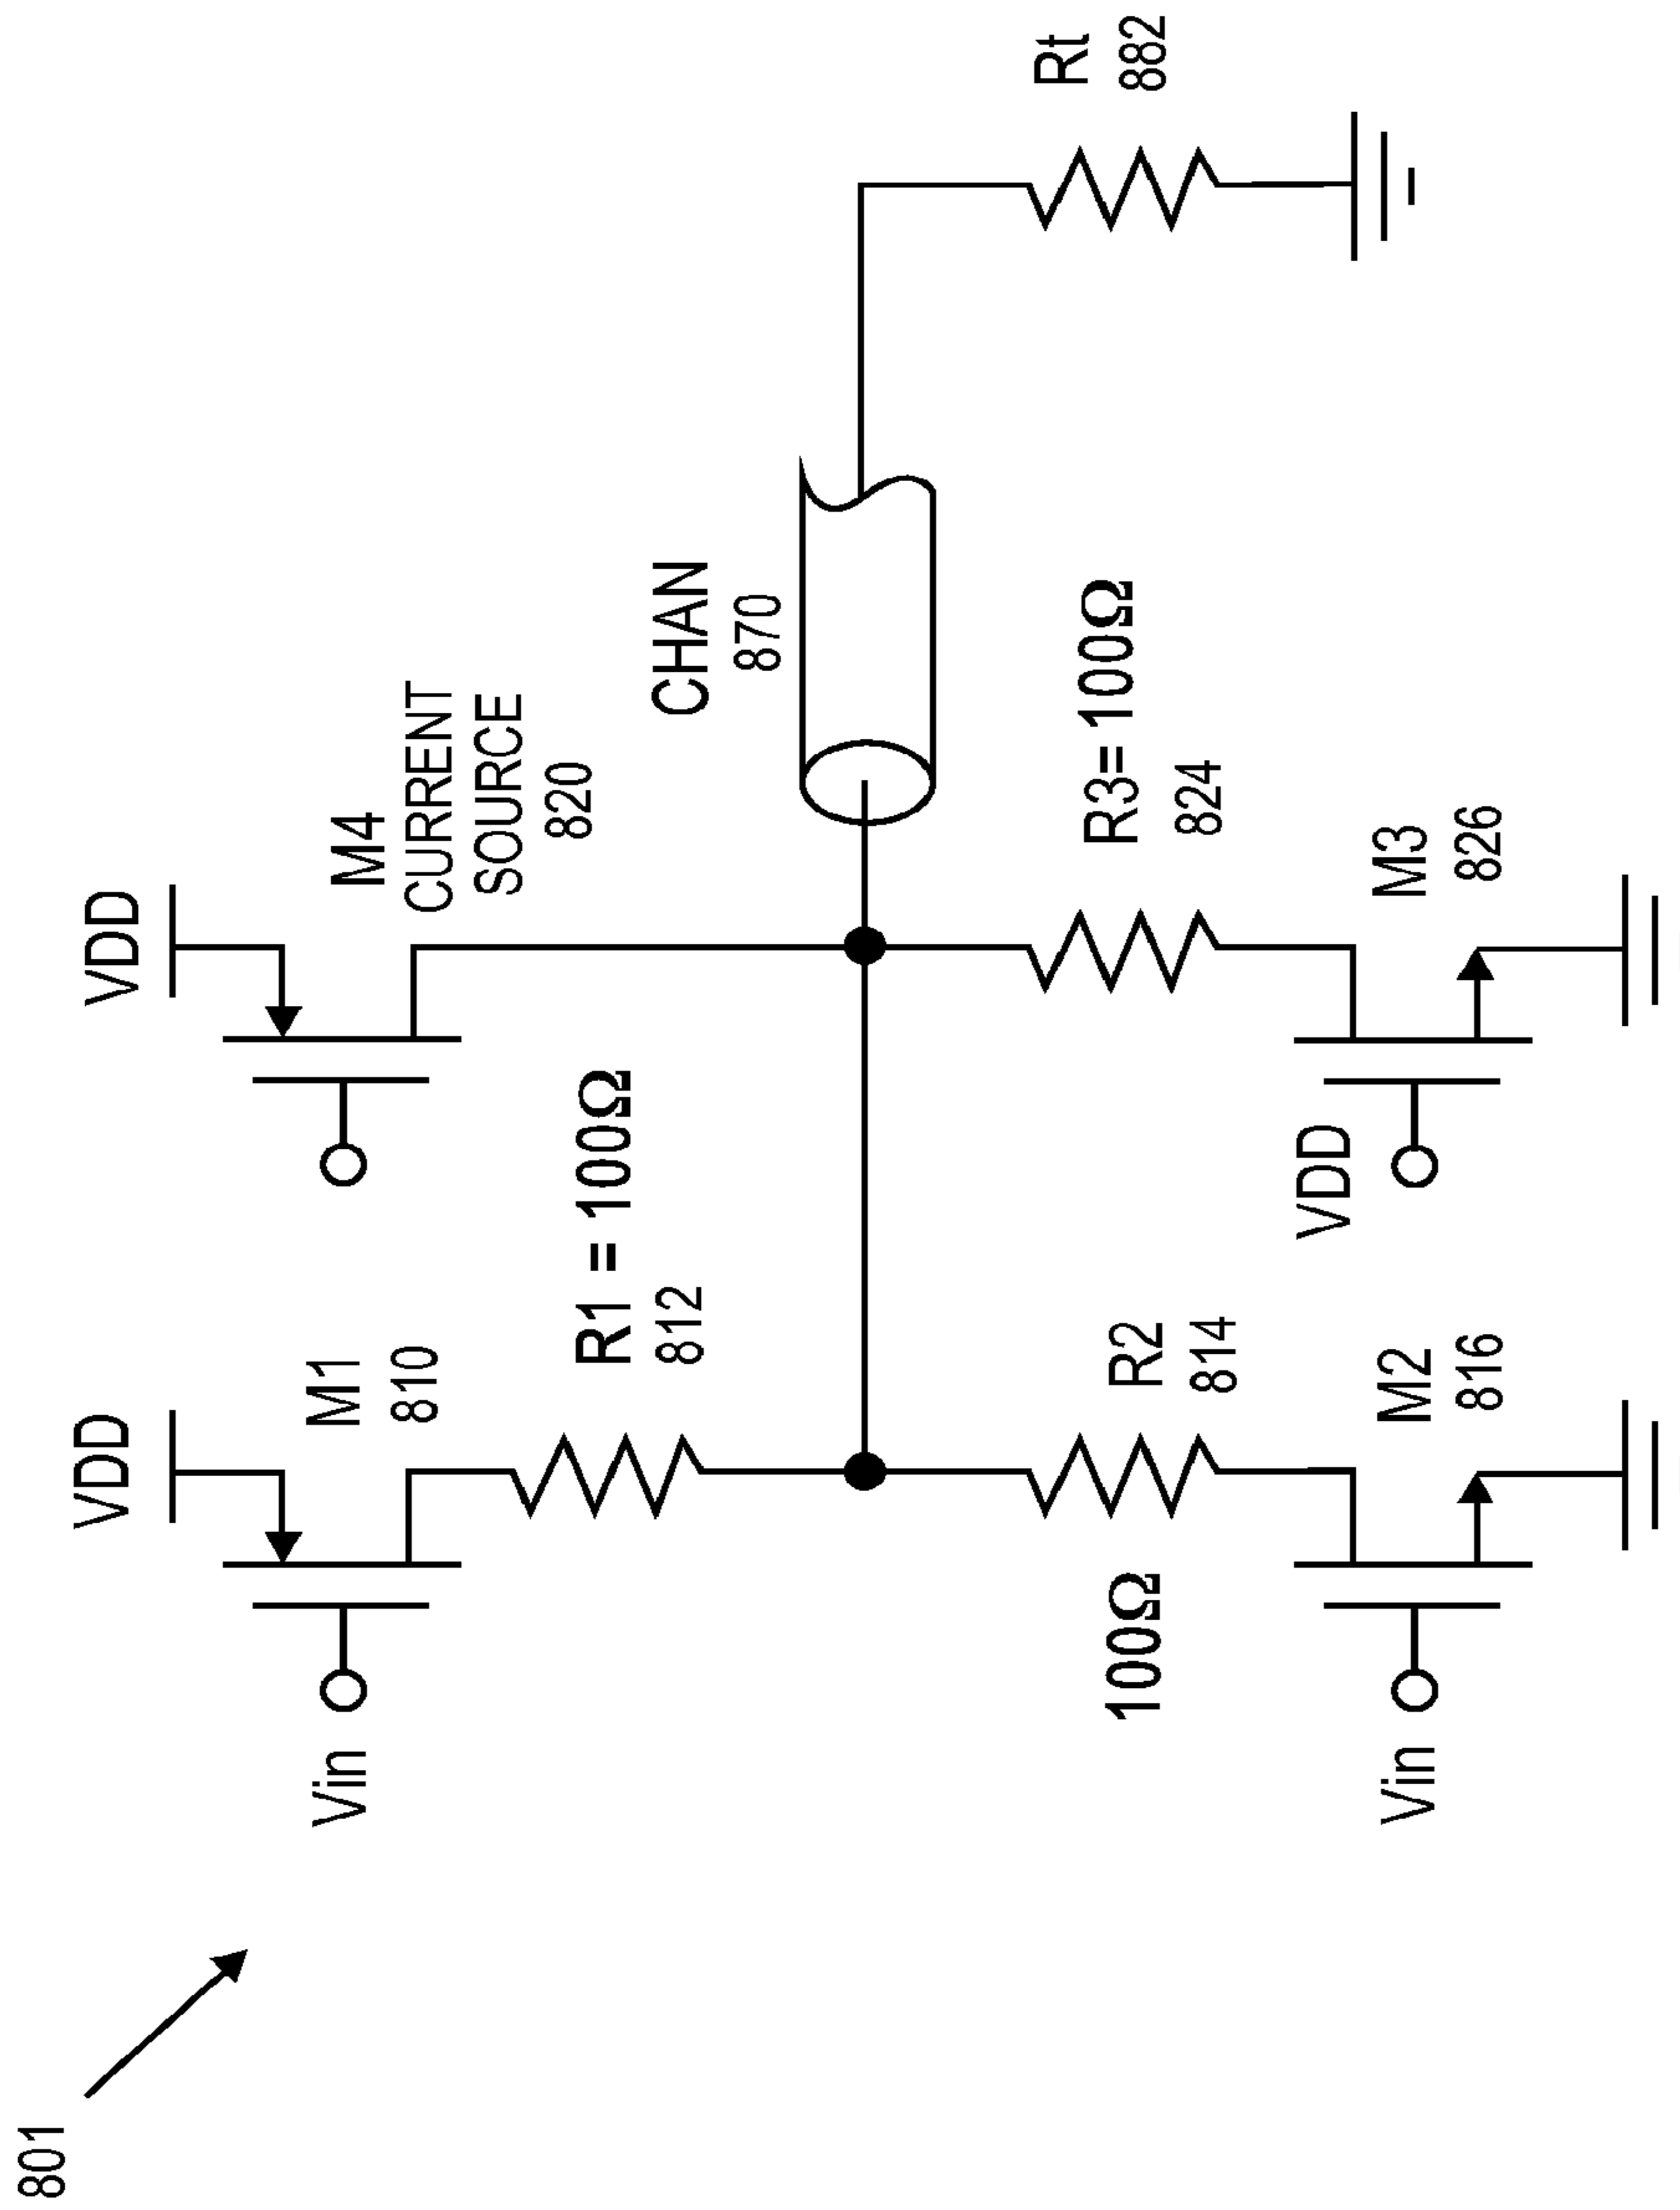 801
VDD
M1
810
Vin
R1 = 100Ω
812
VDD
M4
CURRENT
SOURCE
820
CHAN
870
Rt
882
100Ω
R2
814
Vin
M2
816
R3=100Ω
824
VDD
M3
826